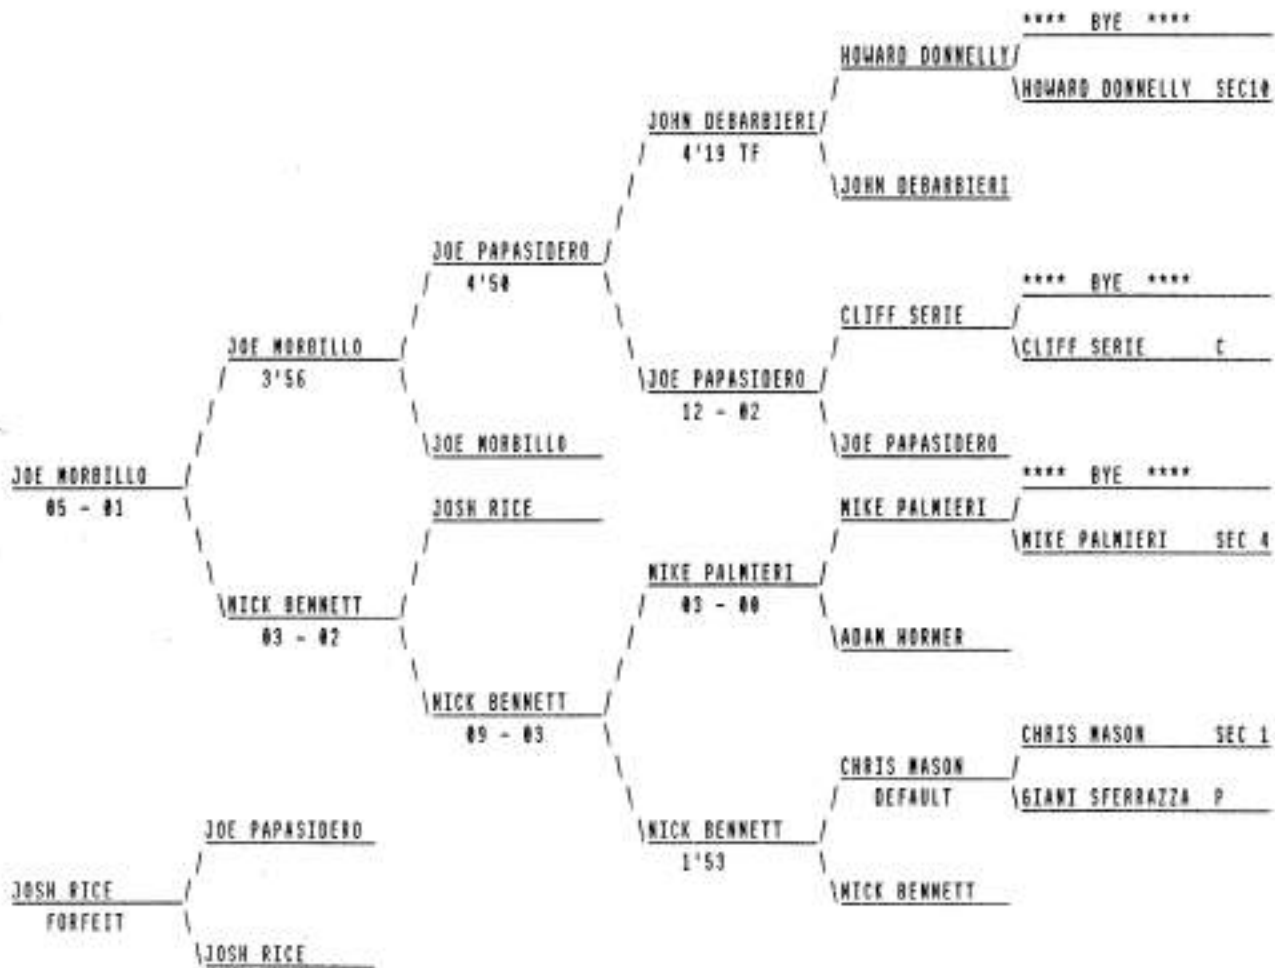 **** BYE ****
HOWARD DONNELLY
HOWARD DONNELLY SEC10
JOHN DEBARBIERI
4'19 TF
JOHN DEBARBIERI
JOE PAPASIDERO
4'50
**** BYE ****
CLIFF SERIE
CLIFF SERIE C
JOE MORBILLO
3'56
JOE PAPASIDERO
12 - 02
JOE MORBILLO
JOE PAPASIDERO
JOE MORBILLO
05 - 01
**** BYE ****
JOSH RICE
MIKE PALMIERI
MIKE PALMIERI SEC 4
MIKE PALMIERI
03 - 00
NICK BENNETT
03 - 02
ADAM HORNER
NICK BENNETT
09 - 03
CHRIS MASON SEC 1
CHRIS MASON
DEFAULT
GIANI SFERRAZZA P
JOE PAPASIDERO
NICK BENNETT
1'53
JOSH RICE
FORFEIT
NICK BENNETT
JOSH RICE